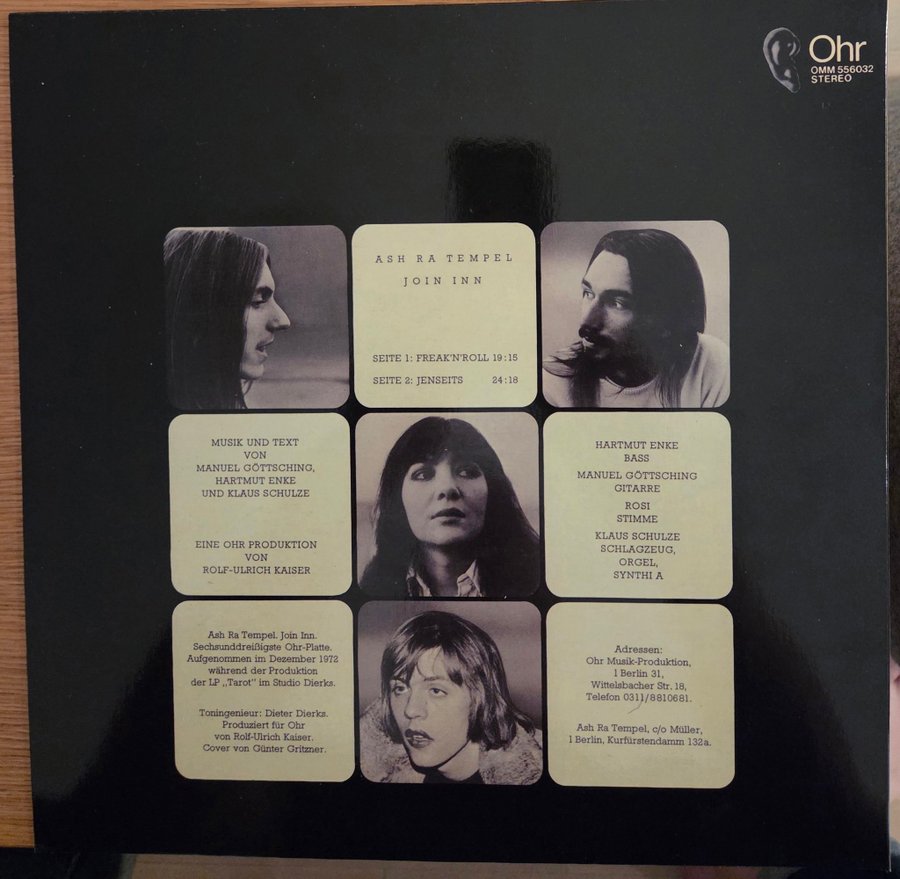 Ohr
OMM 556032
STEREO
ASH RA TEMPEL
JOIN INN
SEITE 1: FREAK'N'ROLL 19:15
SEITE 2: JENSEITS 24:18
MUSIK UND TEXT
VON
MANUEL GÖTTSCHING,
HARTMUT ENKE
UND KLAUS SCHULZE
EINE OHR PRODUKTION
VON
ROLF-ULRICH KAISER
HARTMUT ENKE
BASS
MANUEL GÖTTSCHING
GITARRE
ROSI
STIMME
KLAUS SCHULZE
SCHLAGZEUG,
ORGEL,
SYNTHI A
Ash Ra Tempel. Join Inn.
Sechsunddreißigste Ohr-Platte.
Aufgenommen im Dezember 1972
während der Produktion
der LP „Tarot" im Studio Dierks.
Toningenieur: Dieter Dierks.
Produziert für Ohr
von Rolf-Ulrich Kaiser.
Cover von Günter Gritzner.
Adressen:
Ohr Musik-Produktion,
1 Berlin 31,
Wittelsbacher Str. 18,
Telefon 0311/8810681.
Ash Ra Tempel, c/o Müller,
1 Berlin, Kurfürstendamm 132a.